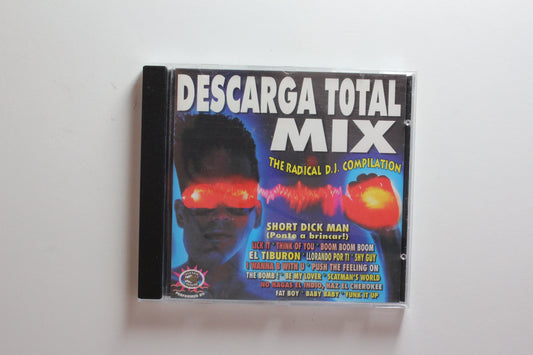 DESCARGA TOTAL
MIX
THE RADICAL D.J. COMPILATION
SHORT DICK MAN
(Ponte a brincar!)
LICK IT * THINK OF YOU * BOOM BOOM BOOM
EL TIBURON * LLORANDO POR TI * SHY GUY
I WANNA B WITH U * PUSH THE FEELING ON
THE BOMB! * BE MY LOVER * SCATMAN'S WORLD
NO HAGAS EL INDIO, HAZ EL CHEROKEE
FAT BOY * BABY BABY * FUNK IT UP